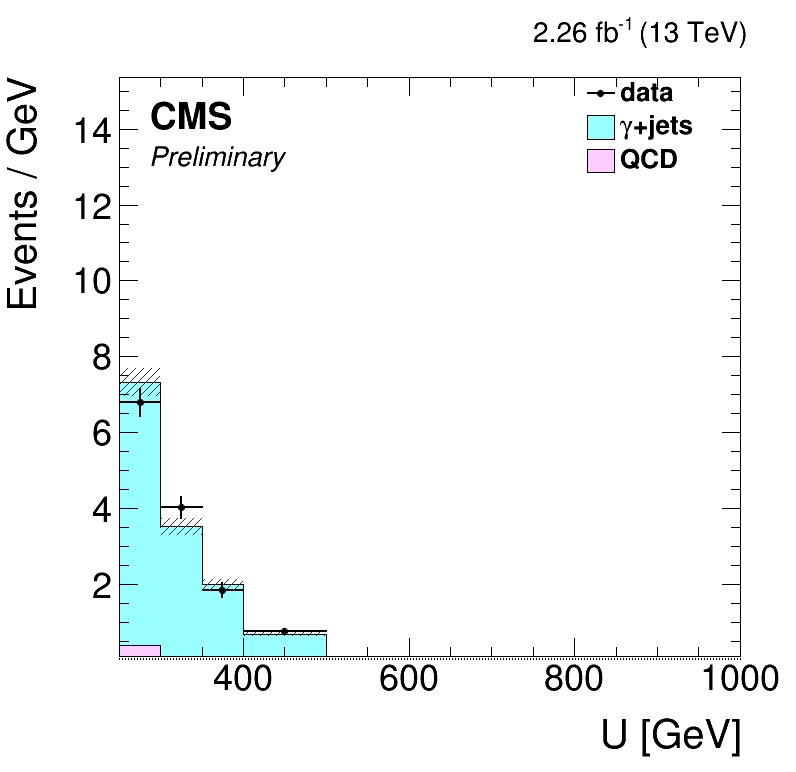 2.26 fb⁻¹ (13 TeV)
Events / GeV
CMS
Preliminary
data
γ+jets
QCD
14
12
10
8
6
4
2
400 600 800 1000
U [GeV]